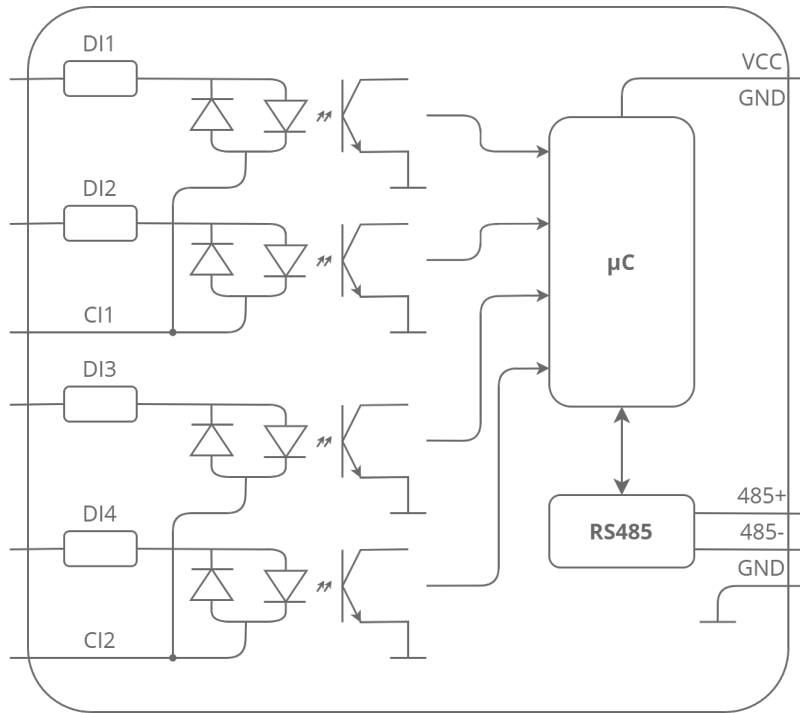 DI1
VCC
GND
DI2
µC
CI1
DI3
485+
DI4
RS485
485-
GND
CI2